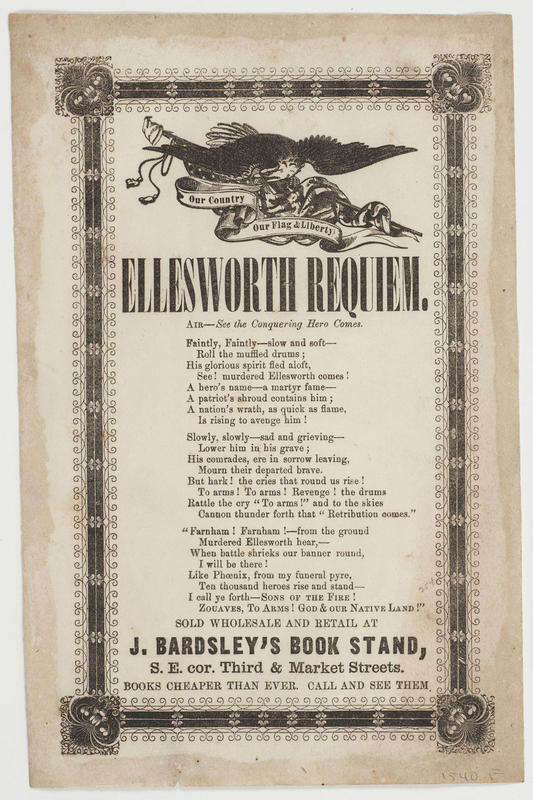 Our Country
Our Flag & Liberty
ELLESWORTH REQUIEM.
AIR—See the Conquering Hero Comes.
Faintly, Faintly—slow and soft—
Roll the muffled drums;
His glorious spirit fled aloft,
See! murdered Ellesworth comes!
A hero's name—a martyr fame—
A patriot's shroud contains him;
A nation's wrath, as quick as flame,
Is rising to avenge him!
Slowly, slowly—sad and grieving—
Lower him in his grave;
His comrades, ere in sorrow leaving,
Mourn their departed brave.
But hark! the cries that round us rise!
To arms! To arms! Revenge! the drums
Rattle the cry "To arms!" and to the skies
Cannon thunder forth that "Retribution comes."
"Farnham! Farnham!—from the ground
Murdered Ellesworth hear,—
When battle shrieks our banner round,
I will be there!
Like Phœnix, from my funeral pyre,
Ten thousand heroes rise and stand—
I call ye forth—SONS OF THE FIRE!
ZOUAVES, TO ARMS! GOD & OUR NATIVE LAND!"
SOLD WHOLESALE AND RETAIL AT
J. BARDSLEY'S BOOK STAND,
S. E. cor. Third & Market Streets.
BOOKS CHEAPER THAN EVER. CALL AND SEE THEM
1540. F